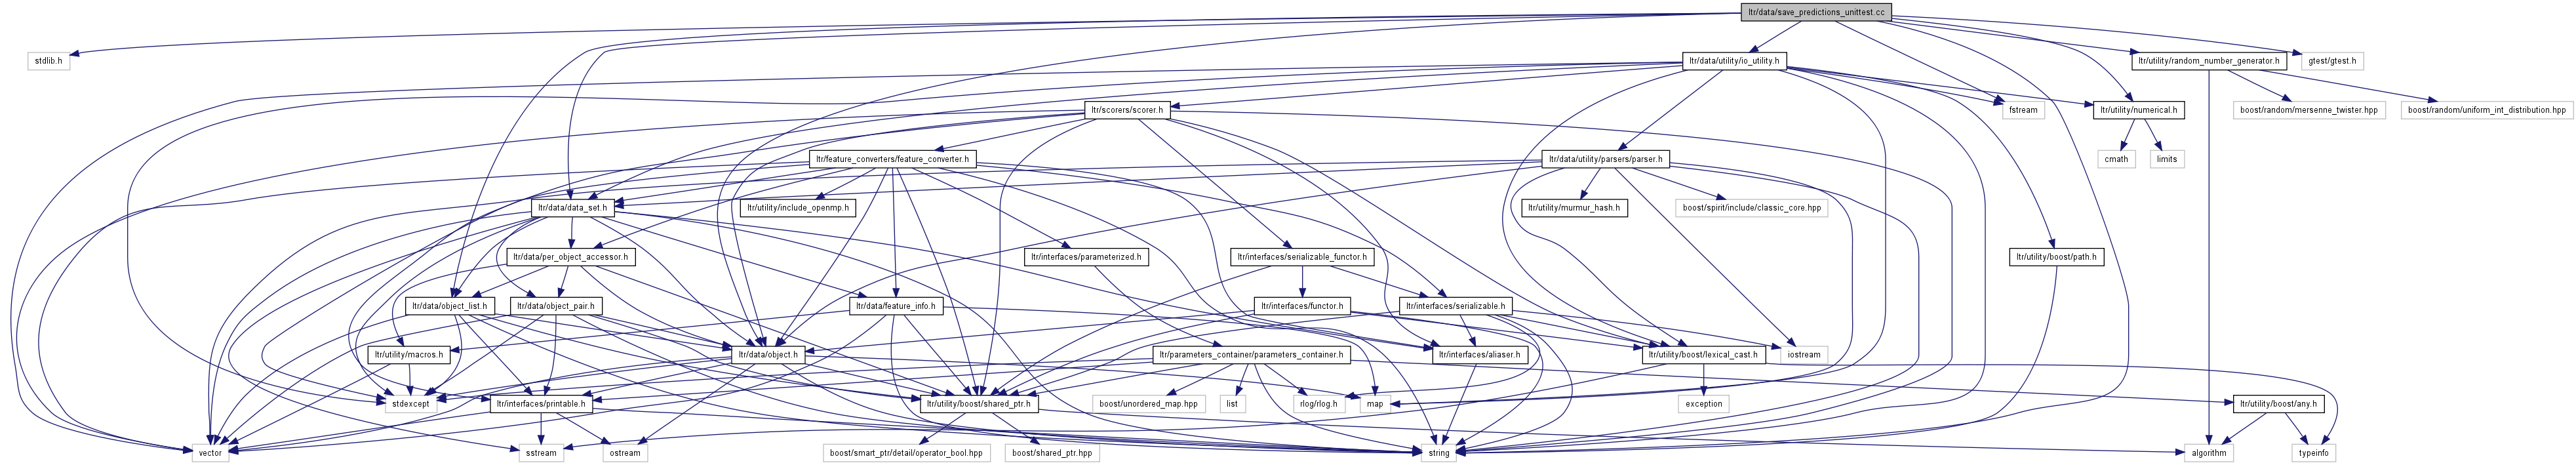 ltr/data/save_predictions_unittest.cc
stdlib.h
ltr/data/utility/io_utility.h
ltr/utility/random_number_generator.h
gtest/gtest.h
ltr/scorers/scorer.h
fstream
ltr/utility/numerical.h
boost/random/mersenne_twister.hpp
boost/random/uniform_int_distribution.hpp
ltr/feature_converters/feature_converter.h
ltr/data/utility/parsers/parser.h
cmath
limits
ltr/data/data_set.h
ltr/utility/include_openmp.h
ltr/utility/murmur_hash.h
boost/spirit/include/classic_core.hpp
ltr/data/per_object_accessor.h
ltr/interfaces/parameterized.h
ltr/interfaces/serializable_functor.h
ltr/utility/boost/path.h
ltr/data/object_list.h
ltr/data/object_pair.h
ltr/data/feature_info.h
ltr/interfaces/functor.h
ltr/interfaces/serializable.h
ltr/utility/macros.h
ltr/data/object.h
ltr/parameters_container/parameters_container.h
ltr/interfaces/aliaser.h
ltr/utility/boost/lexical_cast.h
iostream
stdexcept
ltr/interfaces/printable.h
ltr/utility/boost/shared_ptr.h
boost/unordered_map.hpp
list
rlog/rlog.h
map
exception
ltr/utility/boost/any.h
vector
sstream
ostream
boost/smart_ptr/detail/operator_bool.hpp
boost/shared_ptr.hpp
string
algorithm
typeinfo